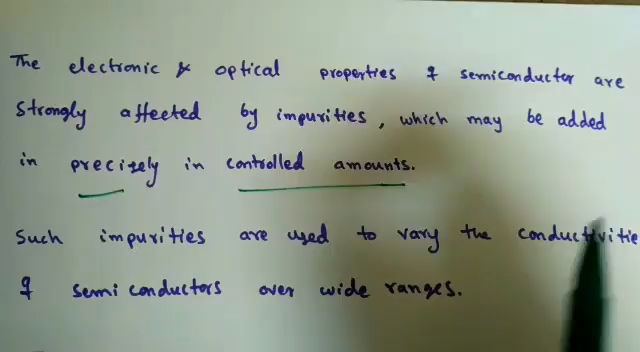 The electronic & optical properties of semiconductor are
strongly affected by impurities, which may be added
in precisely in controlled amounts.
Such impurities are used to vary the conductivitie
of semiconductors over wide ranges.